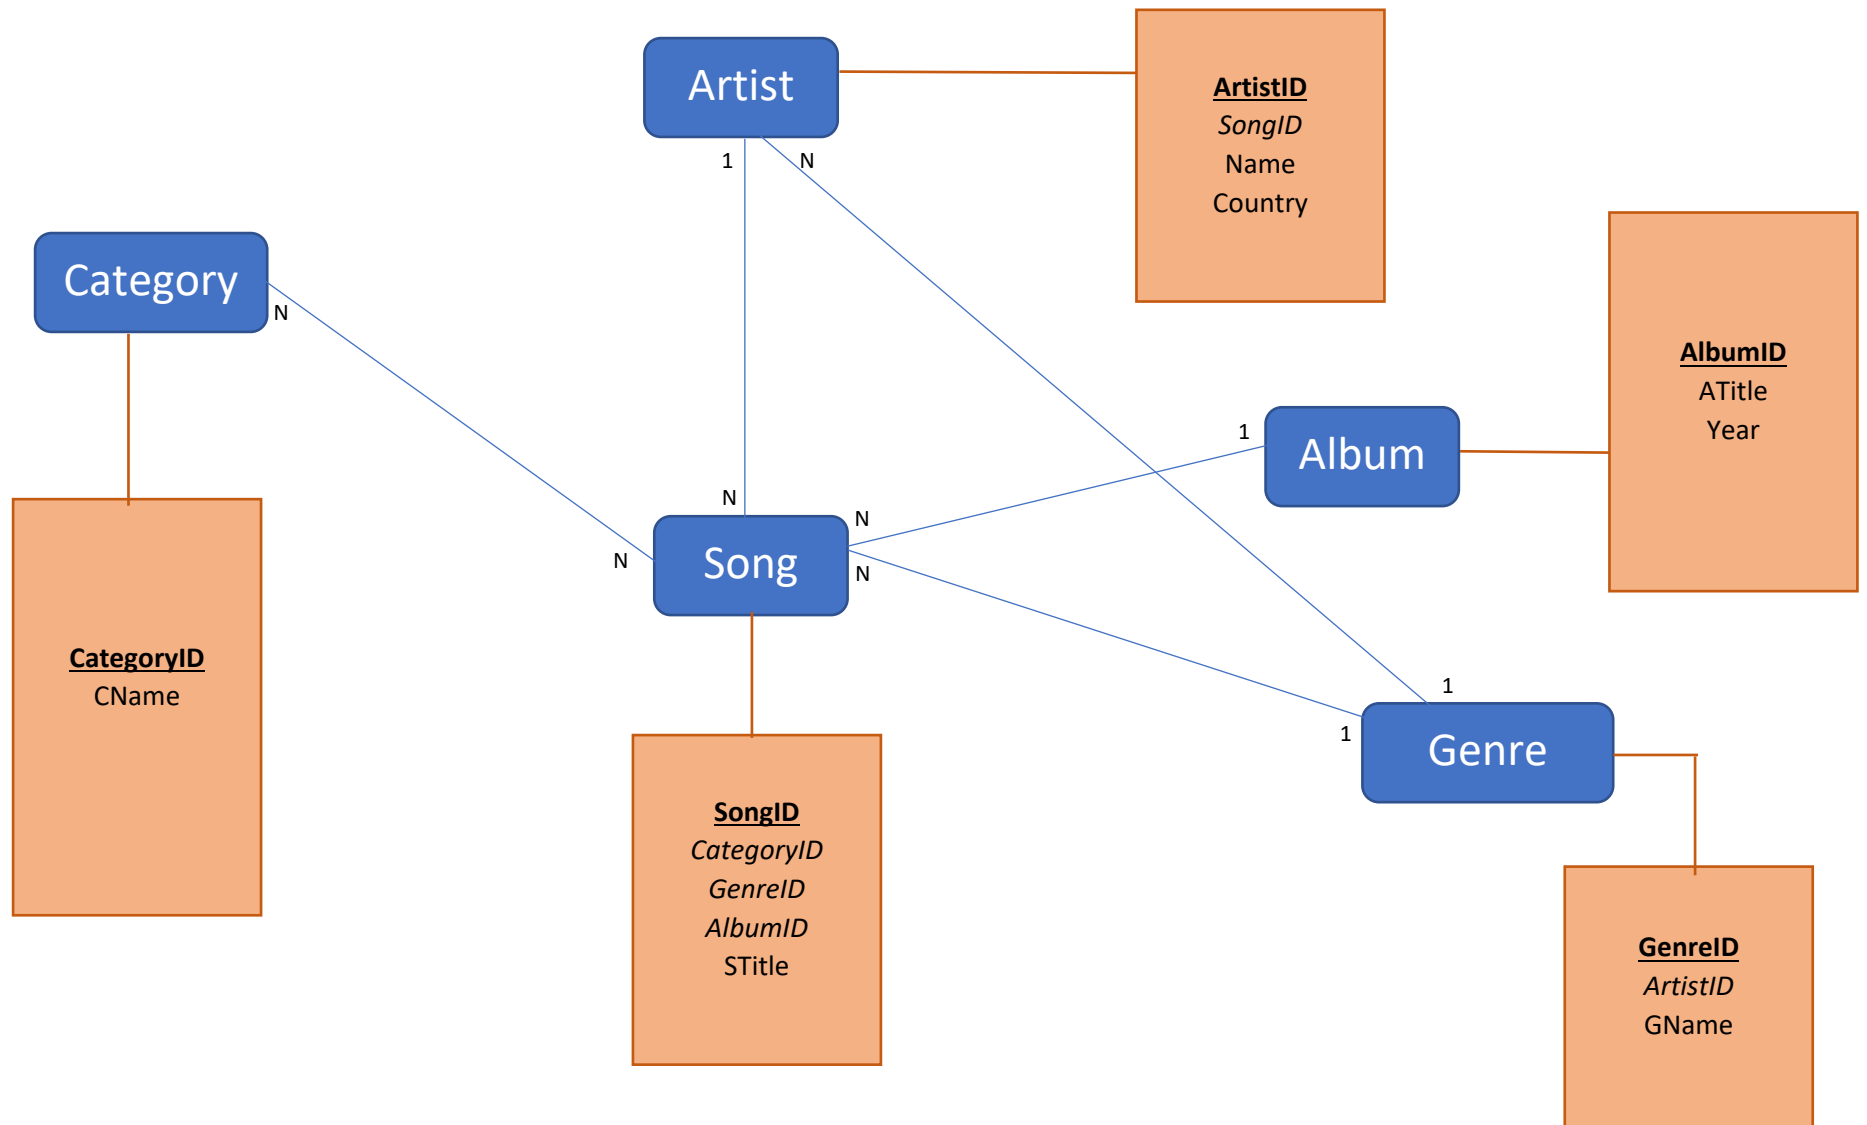 Artist
ArtistID
SongID
Name
Country
1
N
Category
N
AlbumID
ATitle
Year
Album
1
N
N
Song
N
N
CategoryID
CName
1
Genre
1
SongID
CategoryID
GenreID
AlbumID
STitle
GenreID
ArtistID
GName